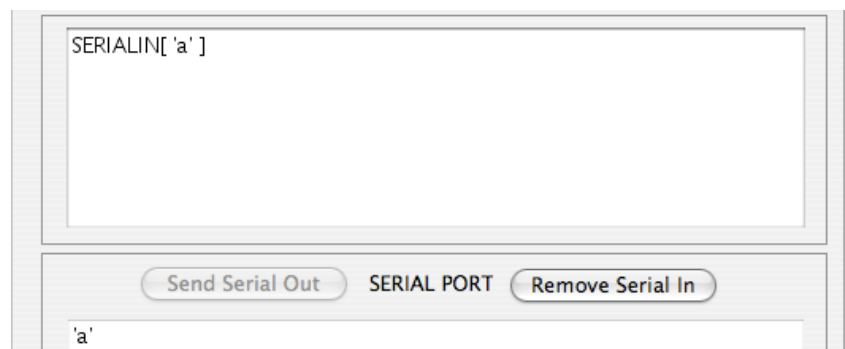 SERIALIN[ 'a' ]
Send Serial Out SERIAL PORT Remove Serial In
'a'